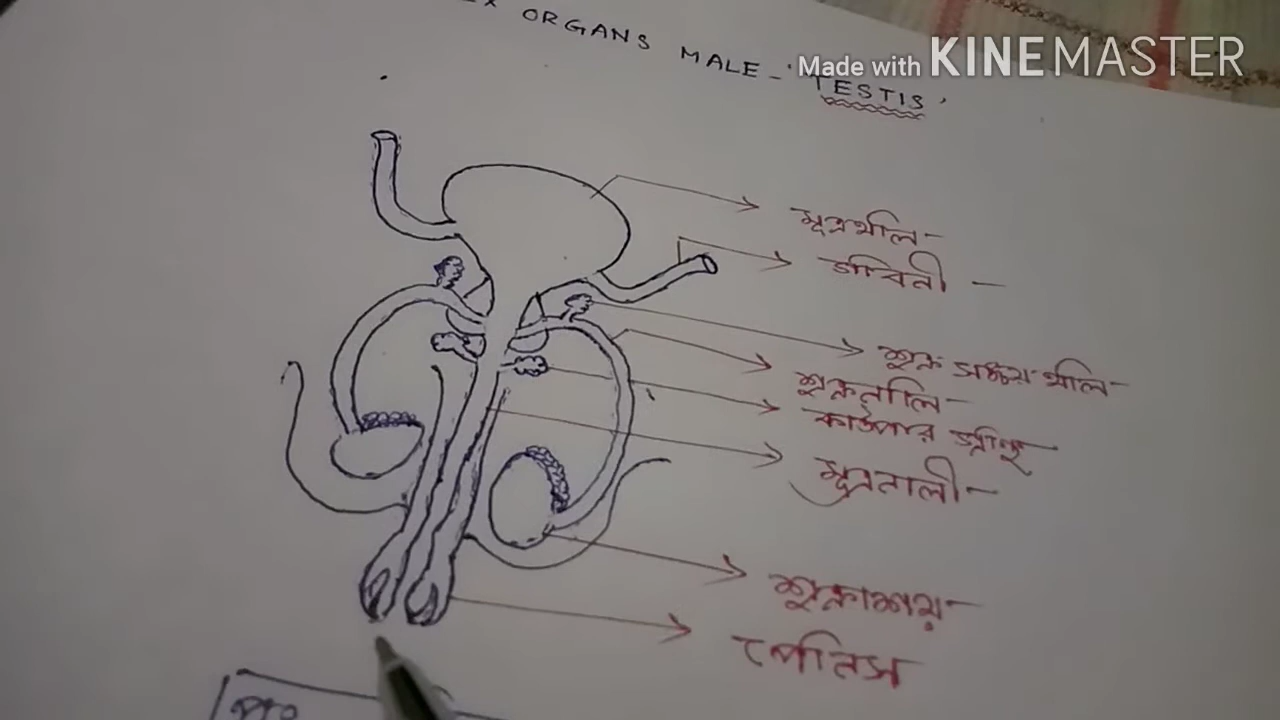 ORGANS MALE - 'TESTIS'
Made with KINEMASTER
মূত্রথলি -
গবিনী -
শুক্র সঞ্চয় থলি -
শুক্রনালি -
কাউপার গ্রন্থি
মূত্রনালী -
শুক্রাশয় -
পেনিস